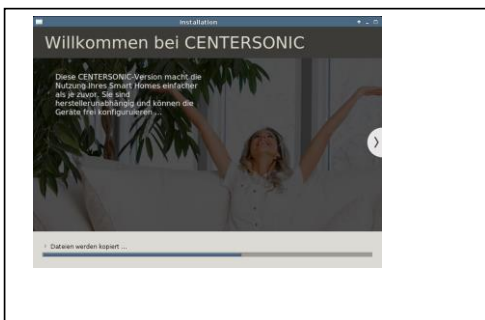 Installation
Willkommen bei CENTERSONIC
Diese CENTERSONIC-Version macht die
Nutzung Ihres Smart Homes einfacher
als je zuvor. Sie sind
herstellerunabhängig und können die
Geräte frei konfigurieren ...
Dateien werden kopiert ...